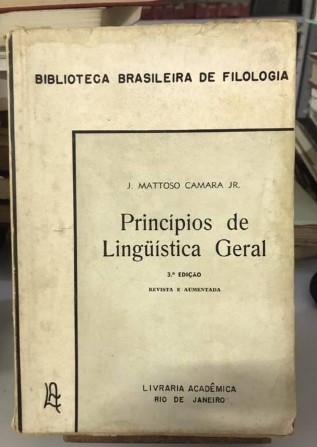 BIBLIOTECA BRASILEIRA DE FILOLOGIA
J. MATTOSO CAMARA JR.
Princípios de
Lingüística Geral
3.ª EDIÇÃO
REVISTA E AUMENTADA
LIVRARIA ACADÊMICA
RIO DE JANEIRO